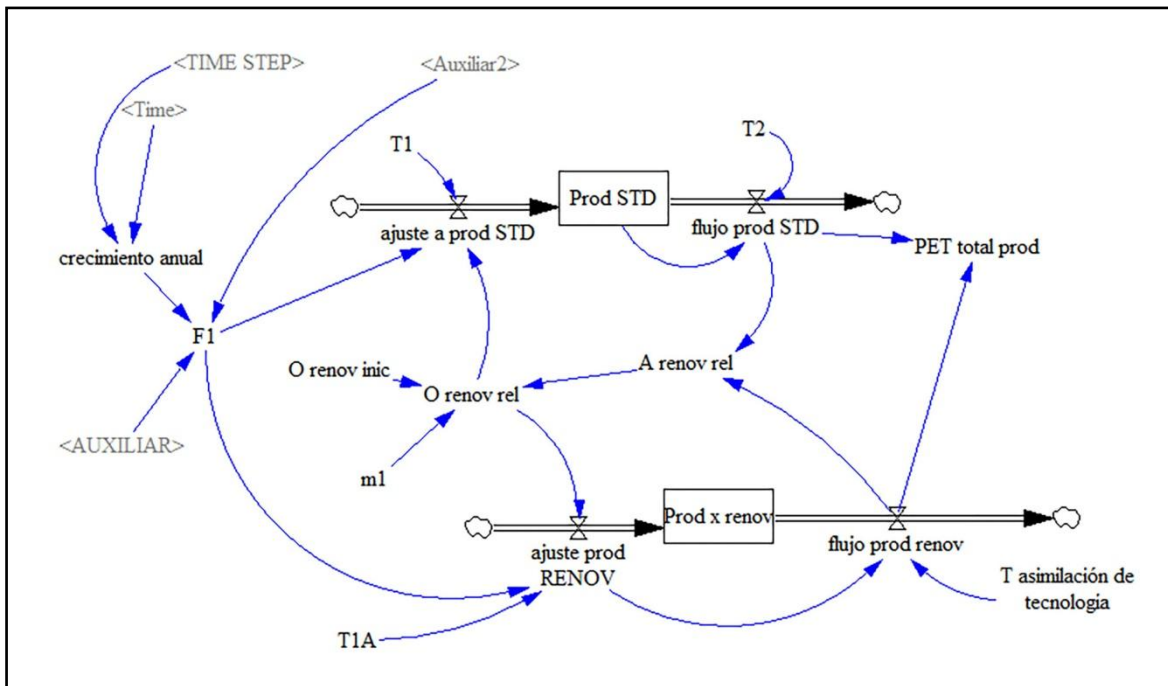 <TIME STEP>
<Auxiliar2>
<Time>
T1
T2
Prod STD
ajuste a prod STD
flujo prod STD
PET total prod
crecimiento anual
F1
O renov inic
A renov rel
O renov rel
<AUXILIAR>
m1
Prod x renov
ajuste prod
RENOV
flujo prod renov
T asimilación de
tecnología
T1A